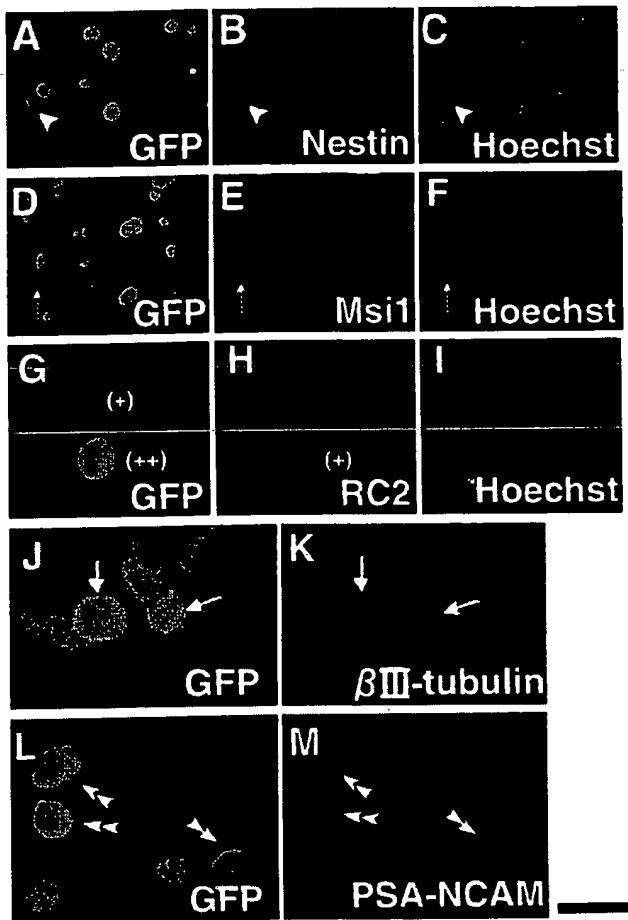 A B C
GFP Nestin Hoechst
D E F
GFP Msi1 Hoechst
G H I
(+)
(++) (+)
GFP RC2 Hoechst
J K
GFP βIII-tubulin
L M
GFP PSA-NCAM